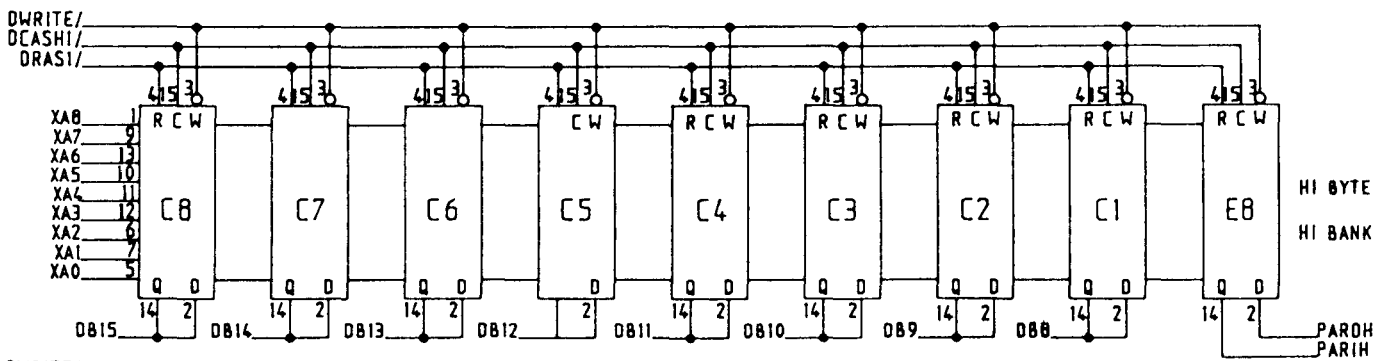 DWRITE/
DCASHI/
DRAS1/
4 15 3 4 15 3 4 15 3 4 15 3 4 15 3 4 15 3 4 15 3 4 15 3 4 15 3
XA8 1 R C W C W R C W R C W R C W R C W R C W
XA7 9
XA6 13
XA5 10
XA4 11
XA3 12
XA2 6
XA1 7
XA0 5
C8 C7 C6 C5 C4 C3 C2 C1 E8
HI BYTE
HI BANK
Q D Q D Q D D Q D Q D Q D Q D Q D
14 2 14 2 14 2 14 2 14 2 14 2 14 2 14 2 14 2
DB15 DB14 DB13 DB12 DB11 DB10 DB9 DB8 PAROH
PARIH